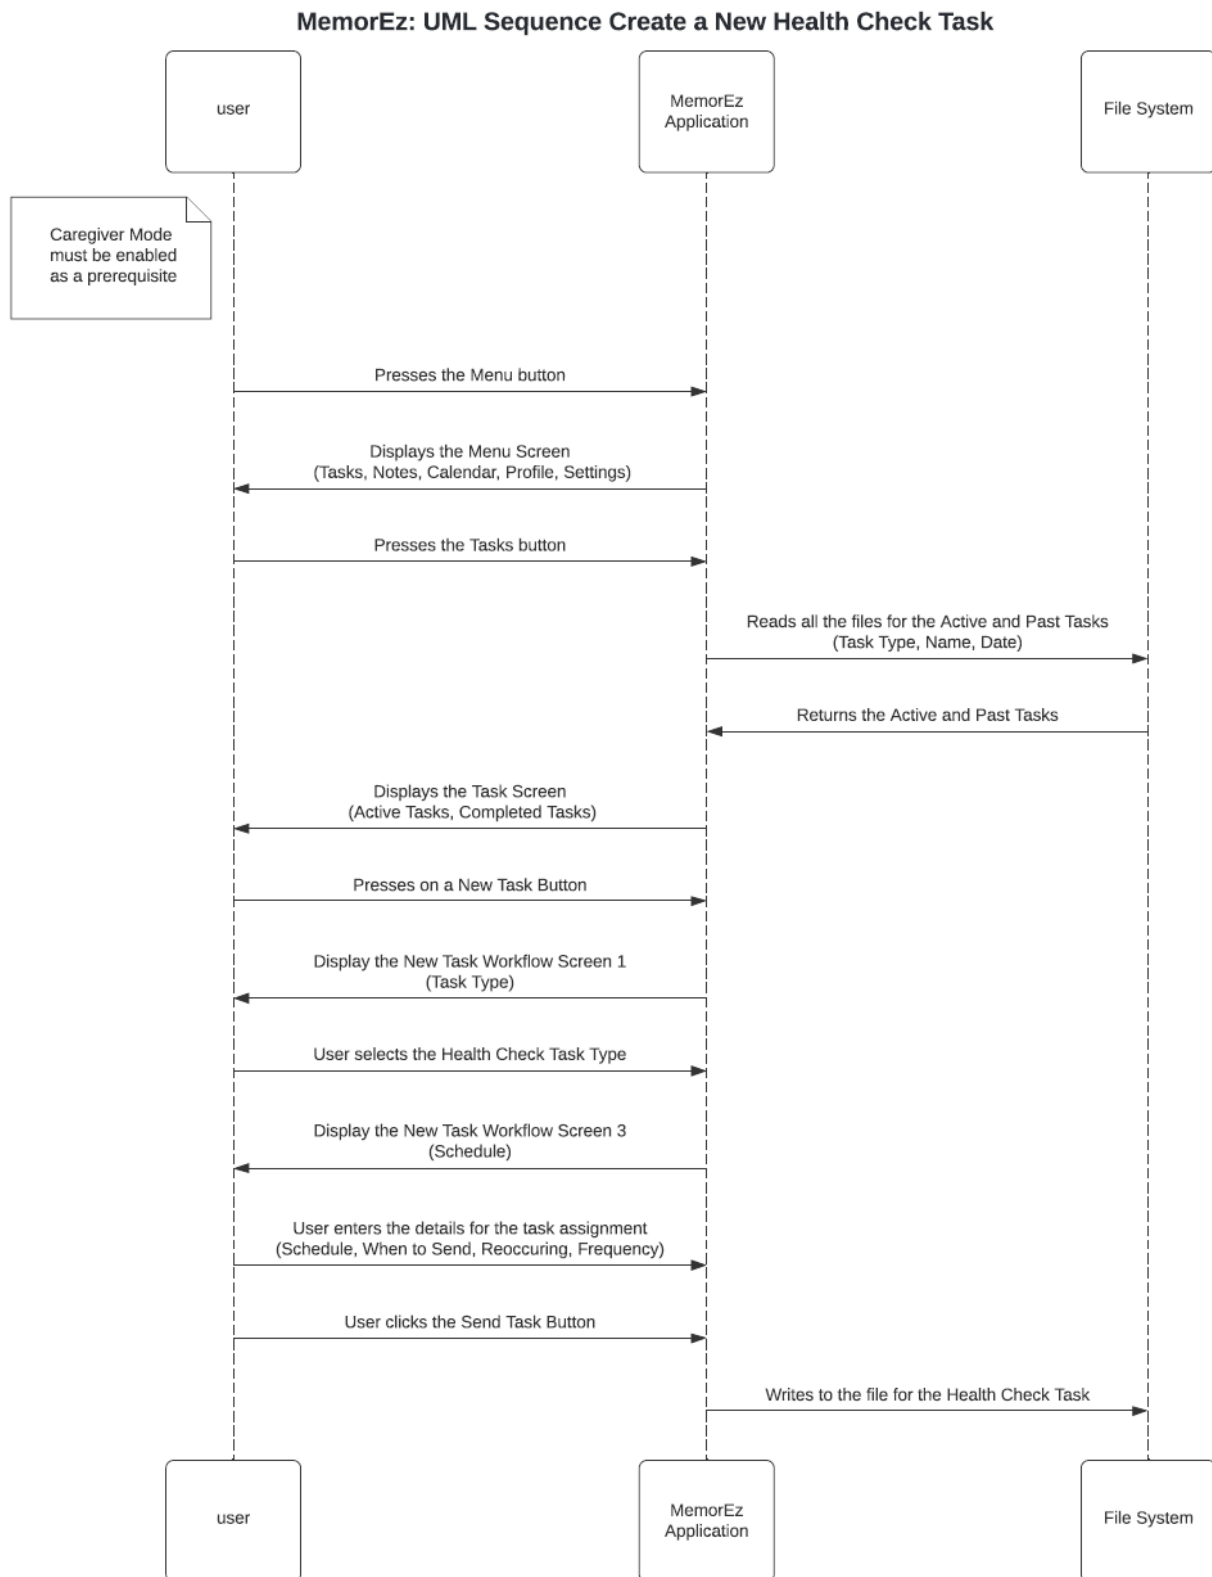 MemorEz: UML Sequence Create a New Health Check Task
user
MemorEz
Application
File System
Caregiver Mode
must be enabled
as a prerequisite
Presses the Menu button
Displays the Menu Screen
(Tasks, Notes, Calendar, Profile, Settings)
Presses the Tasks button
Reads all the files for the Active and Past Tasks
(Task Type, Name, Date)
Returns the Active and Past Tasks
Displays the Task Screen
(Active Tasks, Completed Tasks)
Presses on a New Task Button
Display the New Task Workflow Screen 1
(Task Type)
User selects the Health Check Task Type
Display the New Task Workflow Screen 3
(Schedule)
User enters the details for the task assignment
(Schedule, When to Send, Reoccuring, Frequency)
User clicks the Send Task Button
Writes to the file for the Health Check Task
user
MemorEz
Application
File System